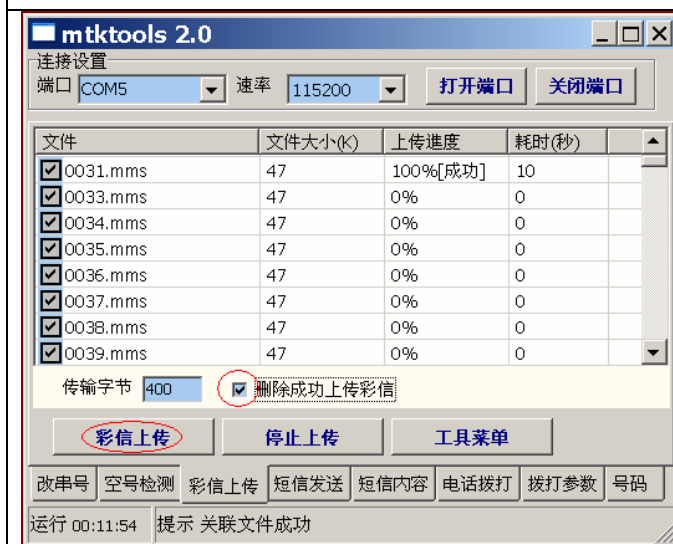 mtktools 2.0
连接设置
端口 COM5 速率 115200 打开端口 关闭端口
文件 文件大小(K) 上传進度 耗时(秒)
0031.mms 47 100%[成功] 10
0033.mms 47 0% 0
0034.mms 47 0% 0
0035.mms 47 0% 0
0036.mms 47 0% 0
0037.mms 47 0% 0
0038.mms 47 0% 0
0039.mms 47 0% 0
传输字节 400 删除成功上传彩信
彩信上传 停止上传 工具菜单
改串号 空号检测 彩信上传 短信发送 短信内容 电话拨打 拨打参数 号码
运行 00:11:54 提示 关联文件成功